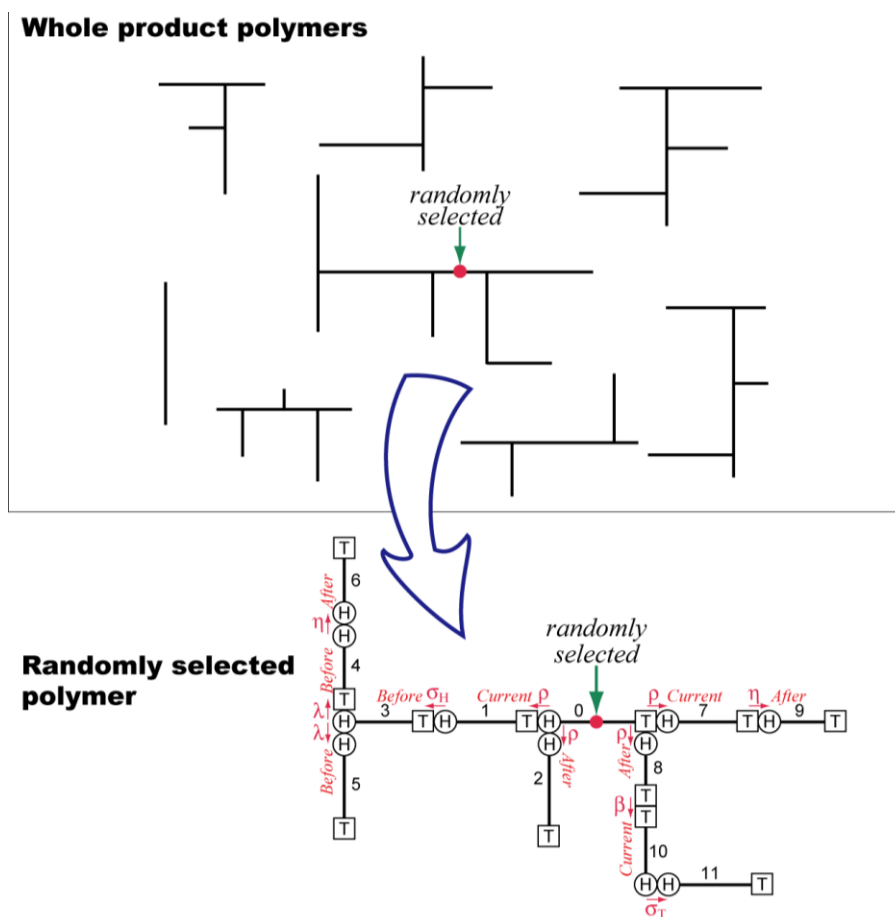 Whole product polymers
randomly
selected
T
6
After
H
η
H
Before
4
T
λ
H
λ
H
Before
5
T
Before σH
3
T H
Current ρ
1
T H
0
ρ
H
After
2
T
randomly
selected
Randomly selected
polymer
ρ Current
T H
7
η After
T H
9
T
ρ
H
After
8
T
β
T
Current
10
H H
σT
11
T